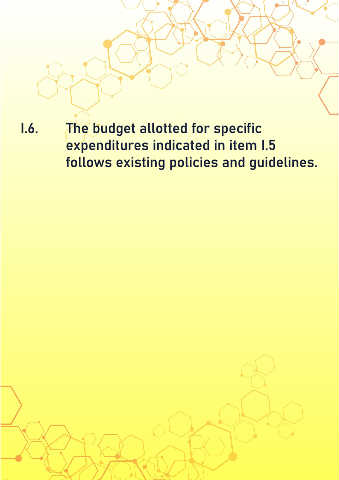 I.6. The budget allotted for specific
expenditures indicated in item I.5
follows existing policies and guidelines.